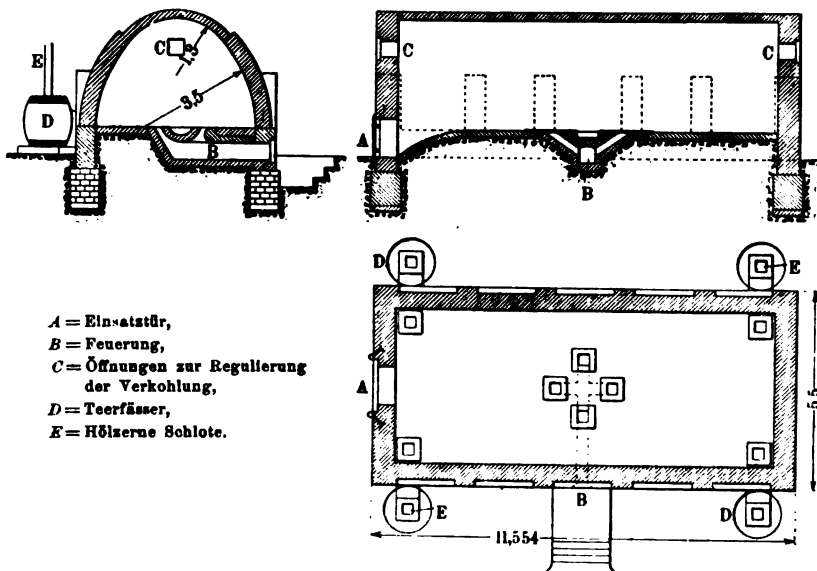 C
E
D
3,5
B
C
C
A
B
D
E
A = Einsatztür,
B = Feuerung,
C = Öffnungen zur Regulierung
der Verkohlung,
D = Teerfässer,
E = Hölzerne Schlote.
A
5,5
B
E
D
11,554